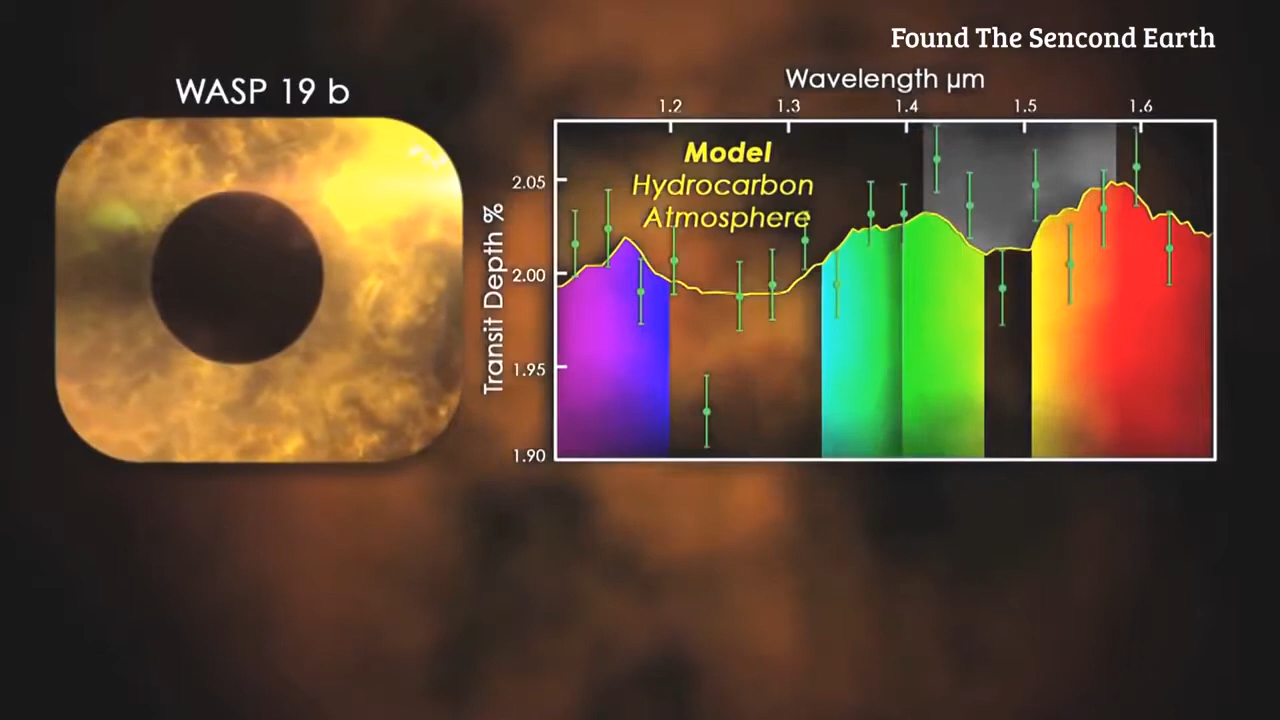 Found The Sencond Earth
WASP 19 b
Wavelength µm
1.2 1.3 1.4 1.5 1.6
Model
Hydrocarbon
Atmosphere
Transit Depth %
2.05
2.00
1.95
1.90